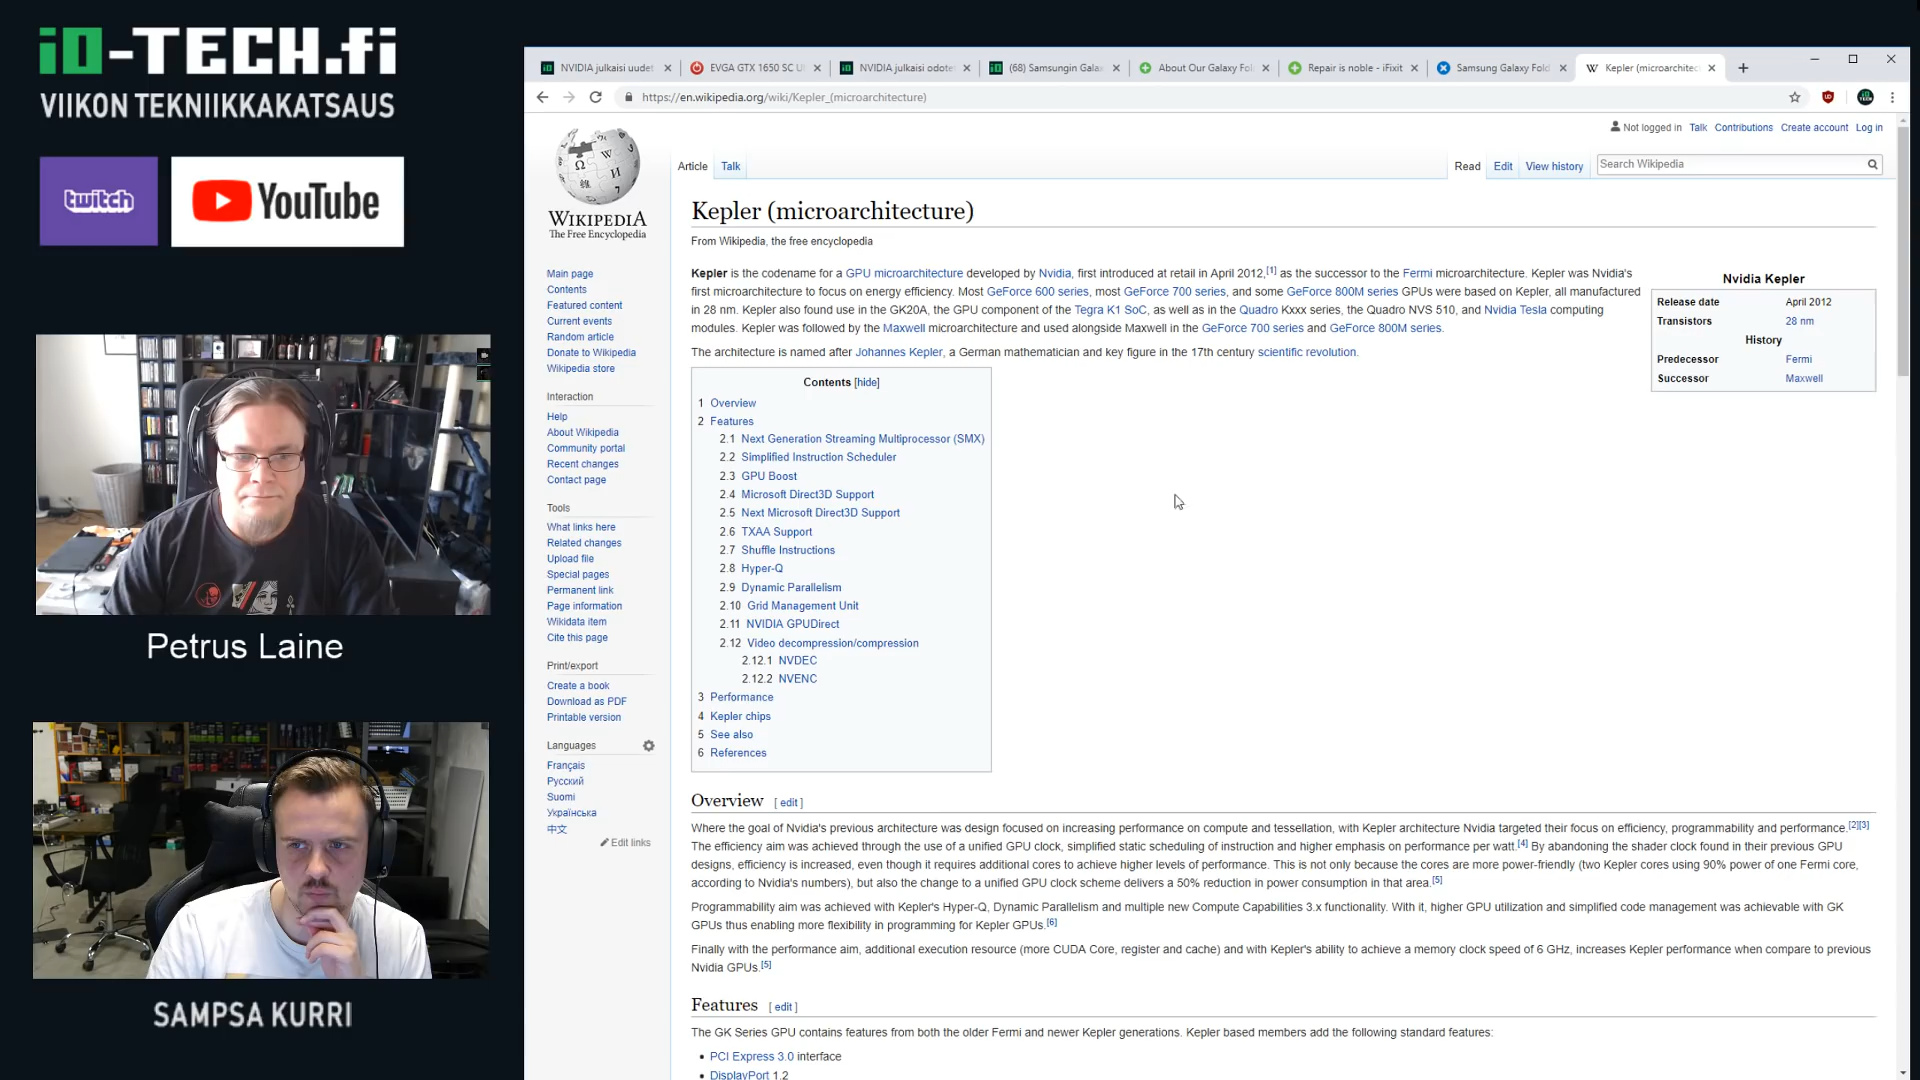 iO-TECH.fi
VIIKON TEKNIIKKAKATSAUS
twitch
YouTube
Petrus Laine
SAMPSA KURRI
NVIDIA julkaisi uudet
EVGA GTX 1650 SC Ul
NVIDIA julkaisi odotet
(68) Samsungin Gala
About Our Galaxy Fol
Repair is noble - iFixit
Samsung Galaxy Fold
Kepler (microarchitec
https://en.wikipedia.org/wiki/Kepler_(microarchitecture)
Not logged in Talk Contributions Create account Log in
Article Talk
Read Edit View history
Search Wikipedia
WIKIPEDIA
The Free Encyclopedia
Main page
Contents
Featured content
Current events
Random article
Donate to Wikipedia
Wikipedia store
Interaction
Help
About Wikipedia
Community portal
Recent changes
Contact page
Tools
What links here
Related changes
Upload file
Special pages
Permanent link
Page information
Wikidata item
Cite this page
Print/export
Create a book
Download as PDF
Printable version
Languages
Français
Русский
Suomi
Українська
中文
Edit links
Kepler (microarchitecture)
From Wikipedia, the free encyclopedia
Kepler is the codename for a GPU microarchitecture developed by Nvidia, first introduced at retail in April 2012,[1] as the successor to the Fermi microarchitecture. Kepler was Nvidia's
first microarchitecture to focus on energy efficiency. Most GeForce 600 series, most GeForce 700 series, and some GeForce 800M series GPUs were based on Kepler, all manufactured
in 28 nm. Kepler also found use in the GK20A, the GPU component of the Tegra K1 SoC, as well as in the Quadro Kxxx series, the Quadro NVS 510, and Nvidia Tesla computing
modules. Kepler was followed by the Maxwell microarchitecture and used alongside Maxwell in the GeForce 700 series and GeForce 800M series.
The architecture is named after Johannes Kepler, a German mathematician and key figure in the 17th century scientific revolution.
Nvidia Kepler
Release date April 2012
Transistors 28 nm
History
Predecessor Fermi
Successor Maxwell
Contents [hide]
1 Overview
2 Features
2.1 Next Generation Streaming Multiprocessor (SMX)
2.2 Simplified Instruction Scheduler
2.3 GPU Boost
2.4 Microsoft Direct3D Support
2.5 Next Microsoft Direct3D Support
2.6 TXAA Support
2.7 Shuffle Instructions
2.8 Hyper-Q
2.9 Dynamic Parallelism
2.10 Grid Management Unit
2.11 NVIDIA GPUDirect
2.12 Video decompression/compression
2.12.1 NVDEC
2.12.2 NVENC
3 Performance
4 Kepler chips
5 See also
6 References
Overview [ edit ]
Where the goal of Nvidia's previous architecture was design focused on increasing performance on compute and tessellation, with Kepler architecture Nvidia targeted their focus on efficiency, programmability and performance.[2][3]
The efficiency aim was achieved through the use of a unified GPU clock, simplified static scheduling of instruction and higher emphasis on performance per watt.[4] By abandoning the shader clock found in their previous GPU
designs, efficiency is increased, even though it requires additional cores to achieve higher levels of performance. This is not only because the cores are more power-friendly (two Kepler cores using 90% power of one Fermi core,
according to Nvidia's numbers), but also the change to a unified GPU clock scheme delivers a 50% reduction in power consumption in that area.[5]
Programmability aim was achieved with Kepler's Hyper-Q, Dynamic Parallelism and multiple new Compute Capabilities 3.x functionality. With it, higher GPU utilization and simplified code management was achievable with GK
GPUs thus enabling more flexibility in programming for Kepler GPUs.[6]
Finally with the performance aim, additional execution resource (more CUDA Core, register and cache) and with Kepler's ability to achieve a memory clock speed of 6 GHz, increases Kepler performance when compare to previous
Nvidia GPUs.[5]
Features [ edit ]
The GK Series GPU contains features from both the older Fermi and newer Kepler generations. Kepler based members add the following standard features:
• PCI Express 3.0 interface
• DisplayPort 1.2